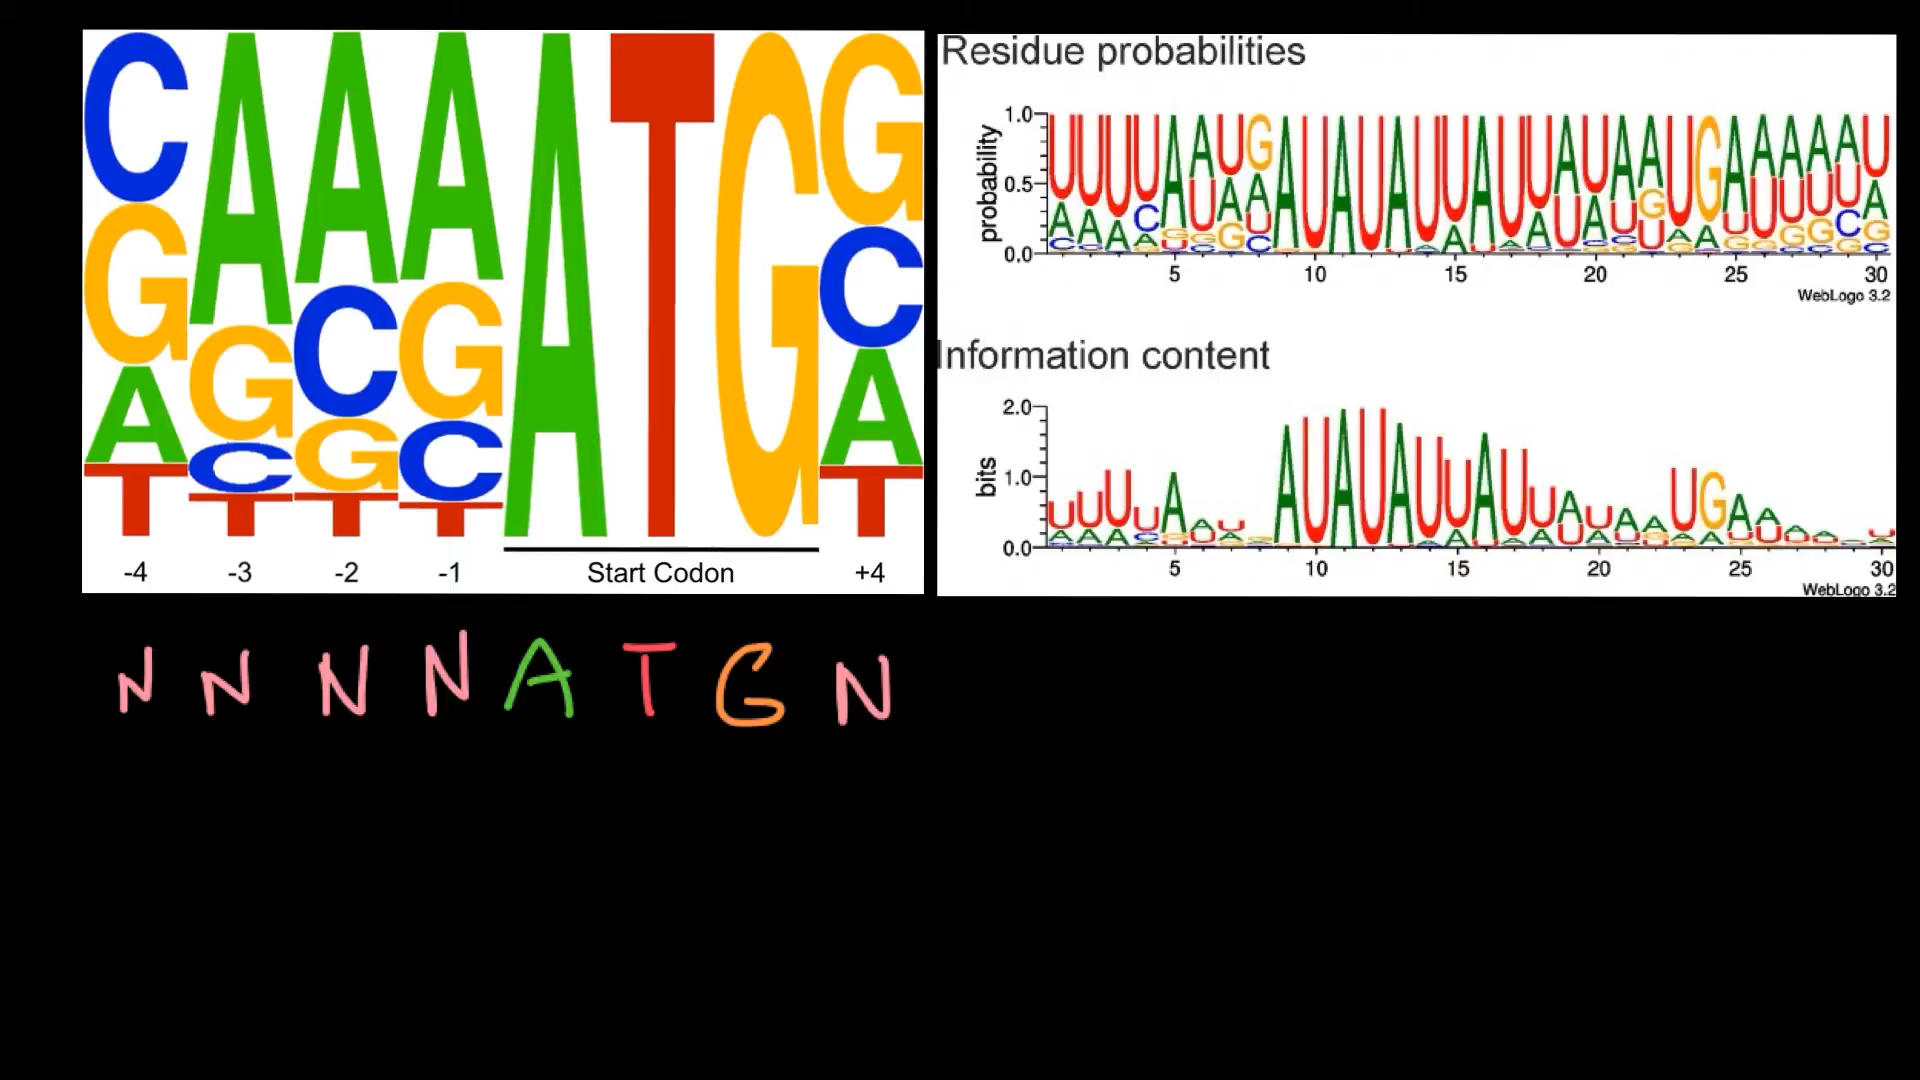 C A A A A T G G
G G C G C
A C G C A
T T T T T
-4 -3 -2 -1 Start Codon +4
N N N N A T G N
Residue probabilities
1.0
probability
0.5
0.0
5 10 15 20 25 30
WebLogo 3.2
UUUUAAUGAUAUAUUAUUAUAAUGAAAAAU
Information content
2.0
bits
1.0
0.0
5 10 15 20 25 30
WebLogo 3.2